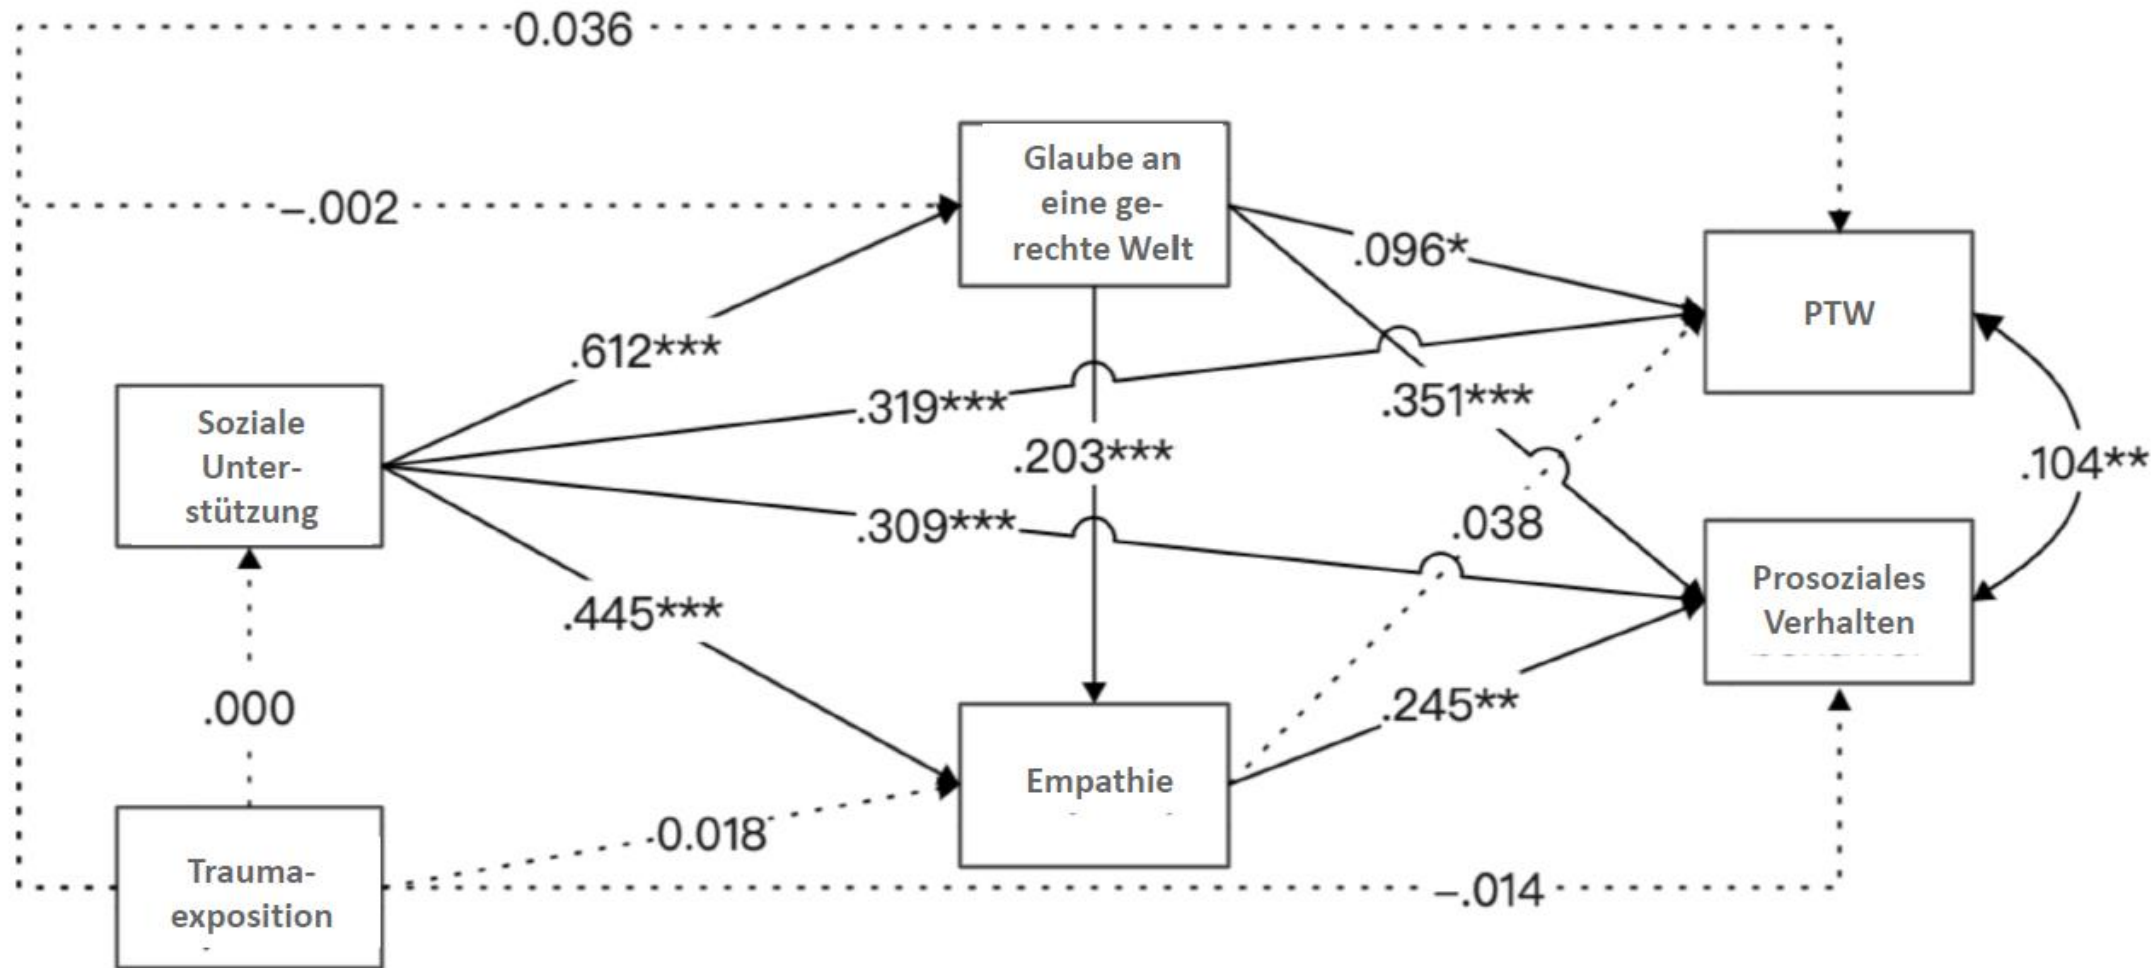 0.036
Glaube an
eine ge-
rechte Welt
–.002
.096*
PTW
.612***
.319***
.351***
Soziale
Unter-
stützung
.203***
.104**
.309***
.038
Prosoziales
Verhalten
.445***
.000
.245**
Empathie
0.018
Trauma-
exposition
–.014